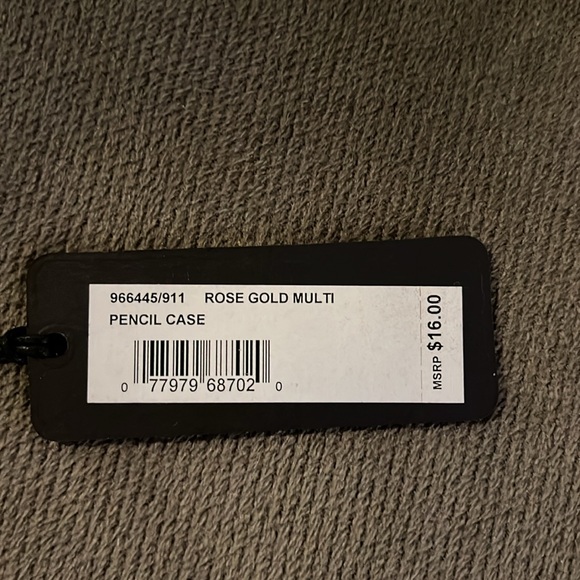 966445/911 ROSE GOLD MULTI
PENCIL CASE
0 77979 68702 0
MSRP $16.00